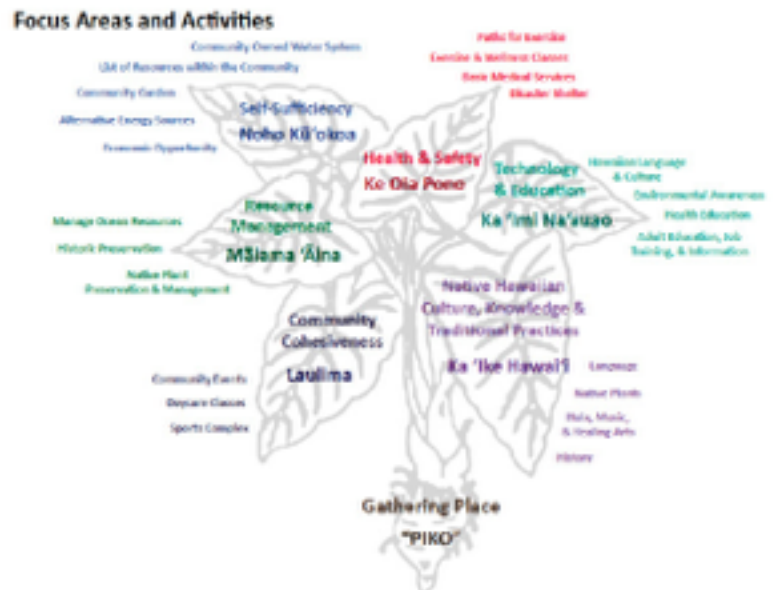 Focus Areas and Activities
Community Owned Water System
List of Resources within the Community
Community Garden
Alternative Energy Sources
Economic Opportunity
Self-Sufficiency
Noho Kū'okoa
Paths for Exercise
Exercise & Wellness Classes
Basic Medical Services
Disaster Shelter
Health & Safety
Ke Ola Pono
Technology
& Education
Ka 'Imi Na'auao
Hawaiian Language
& Culture
Environmental Awareness
Health Education
Adult Education, Job
Training, & Information
Resource
Management
Mālama 'Āina
Manage Ocean Resources
Historic Preservation
Native Plant
Preservation & Management
Native Hawaiian
Culture, Knowledge &
Traditional Practices
Ka 'Ike Hawai'i
Language
Native Plants
Hula, Music,
& Healing Arts
History
Community
Cohesiveness
Laulima
Community Events
Daycare Classes
Sports Complex
Gathering Place
"PIKO"